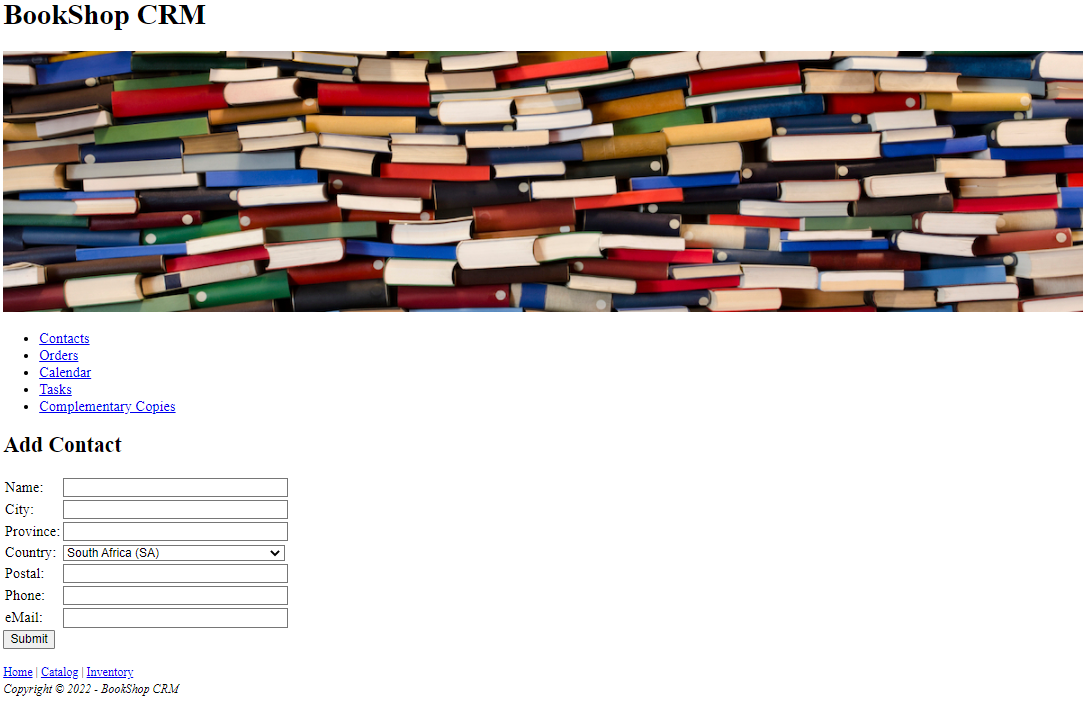 BookShop CRM
Contacts
Orders
Calendar
Tasks
Complementary Copies
Add Contact
Name:
City:
Province:
Country: South Africa (SA)
Postal:
Phone:
eMail:
Submit
Home | Catalog | Inventory
Copyright © 2022 - BookShop CRM